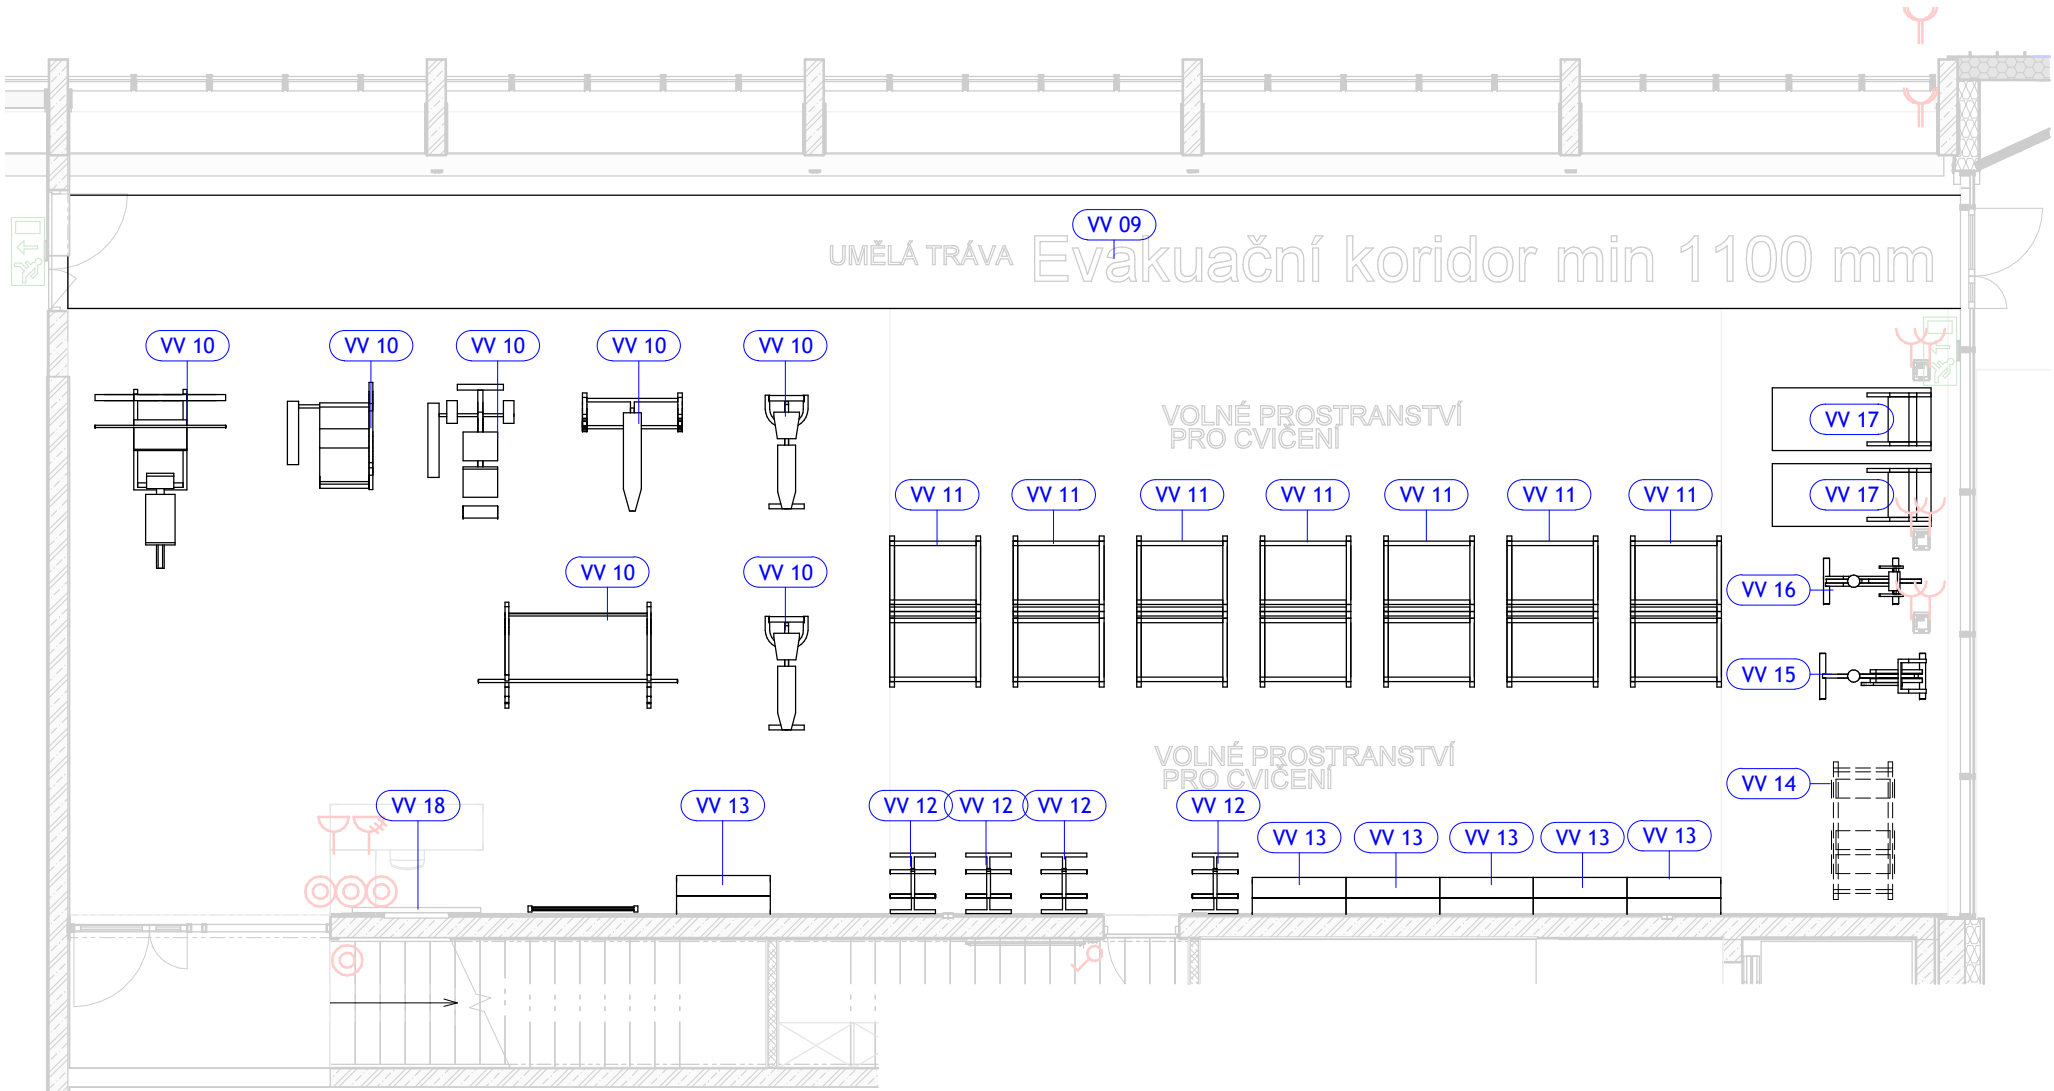 VV 09
UMĚLÁ TRÁVA Evakuační koridor min 1100 mm
VV 10 VV 10 VV 10 VV 10 VV 10
VOLNÉ PROSTRANSTVÍ
PRO CVIČENÍ
VV 17
VV 11 VV 11 VV 11 VV 11 VV 11 VV 11 VV 11 VV 17
VV 10 VV 10
VV 16
VV 15
VOLNÉ PROSTRANSTVÍ
PRO CVIČENÍ
VV 14
VV 18 VV 13 VV 12 VV 12 VV 12 VV 12
VV 13 VV 13 VV 13 VV 13 VV 13